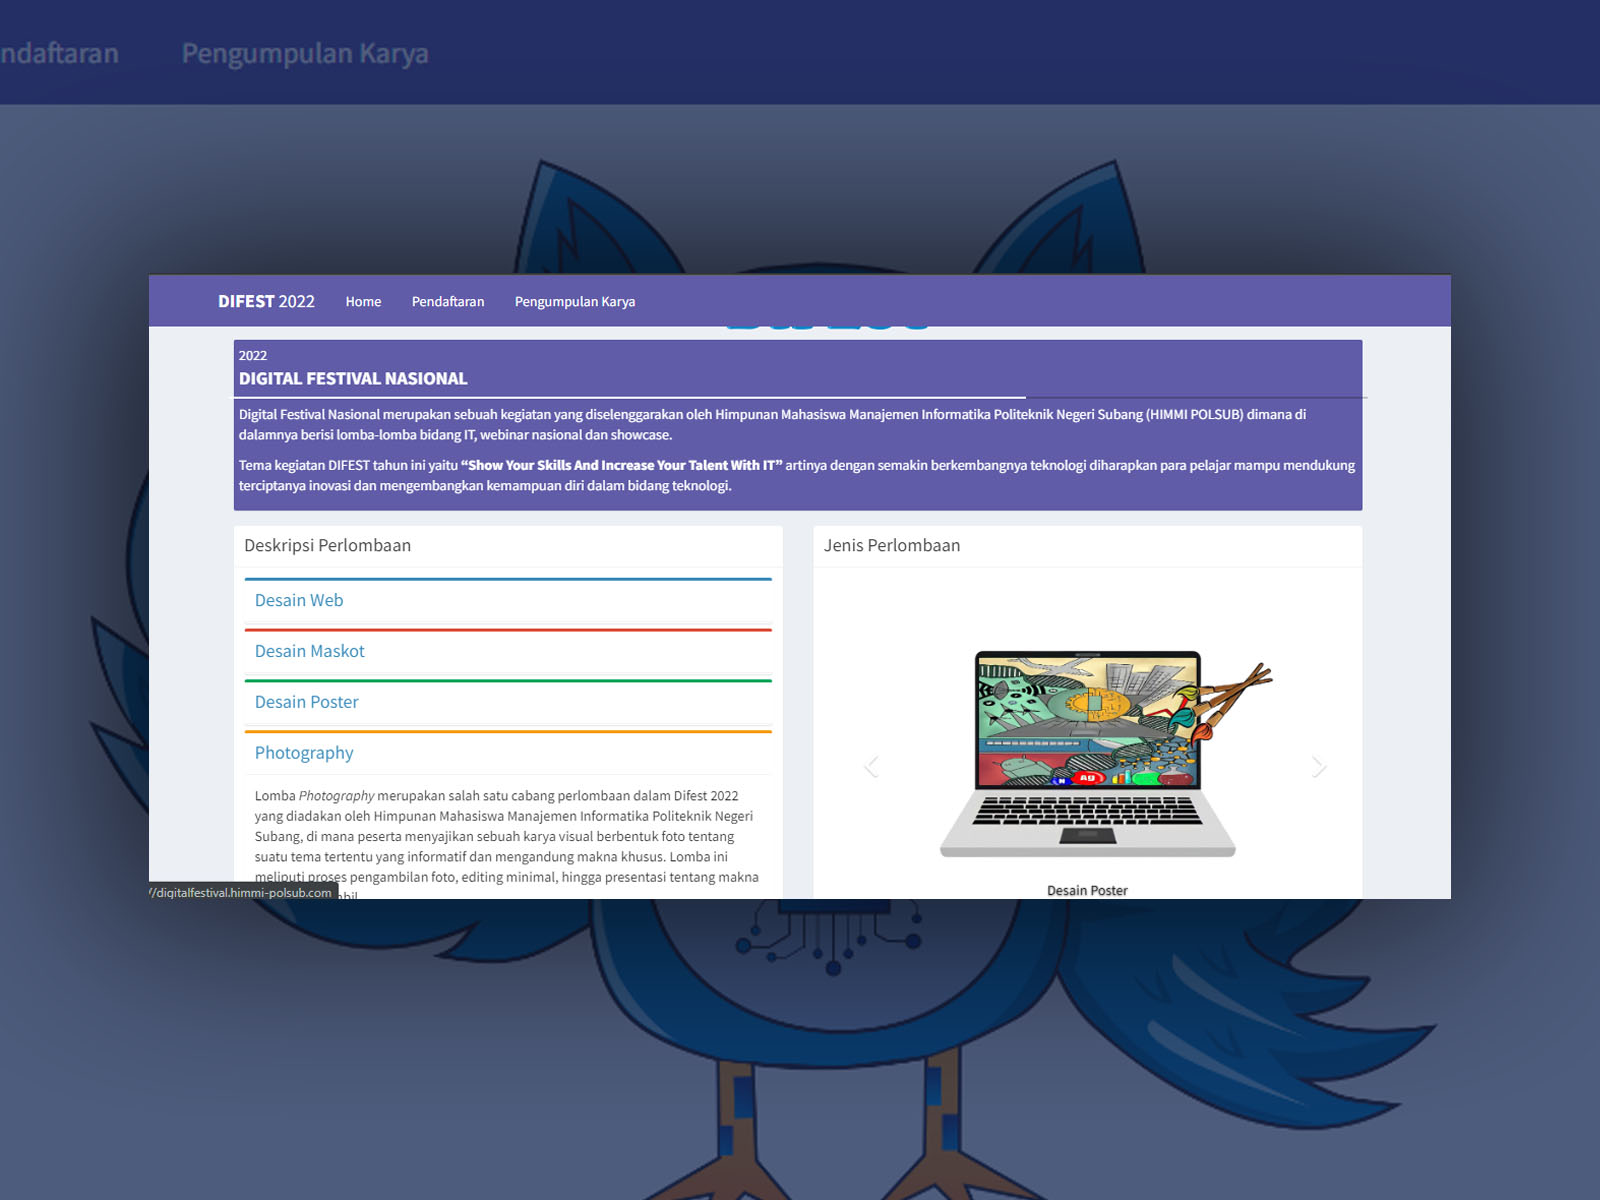 Pengumpulan Karya
DIFEST 2022 Home Pendaftaran Pengumpulan Karya
2022
DIGITAL FESTIVAL NASIONAL
Digital Festival Nasional merupakan sebuah kegiatan yang diselenggarakan oleh Himpunan Mahasiswa Manajemen Informatika Politeknik Negeri Subang (HIMMI POLSUB) dimana di
dalamnya berisi lomba-lomba bidang IT, webinar nasional dan showcase.
Tema kegiatan DIFEST tahun ini yaitu “Show Your Skills And Increase Your Talent With IT” artinya dengan semakin berkembangnya teknologi diharapkan para pelajar mampu mendukung
terciptanya inovasi dan mengembangkan kemampuan diri dalam bidang teknologi.
Deskripsi Perlombaan
Desain Web
Desain Maskot
Desain Poster
Photography
Lomba Photography merupakan salah satu cabang perlombaan dalam Difest 2022
yang diadakan oleh Himpunan Mahasiswa Manajemen Informatika Politeknik Negeri
Subang, di mana peserta menyajikan sebuah karya visual berbentuk foto tentang
suatu tema tertentu yang informatif dan mengandung makna khusus. Lomba ini
meliputi proses pengambilan foto, editing minimal, hingga presentasi tentang makna
//digitalfestival.himmi-polsub.com
Jenis Perlombaan
Ag
Desain Poster